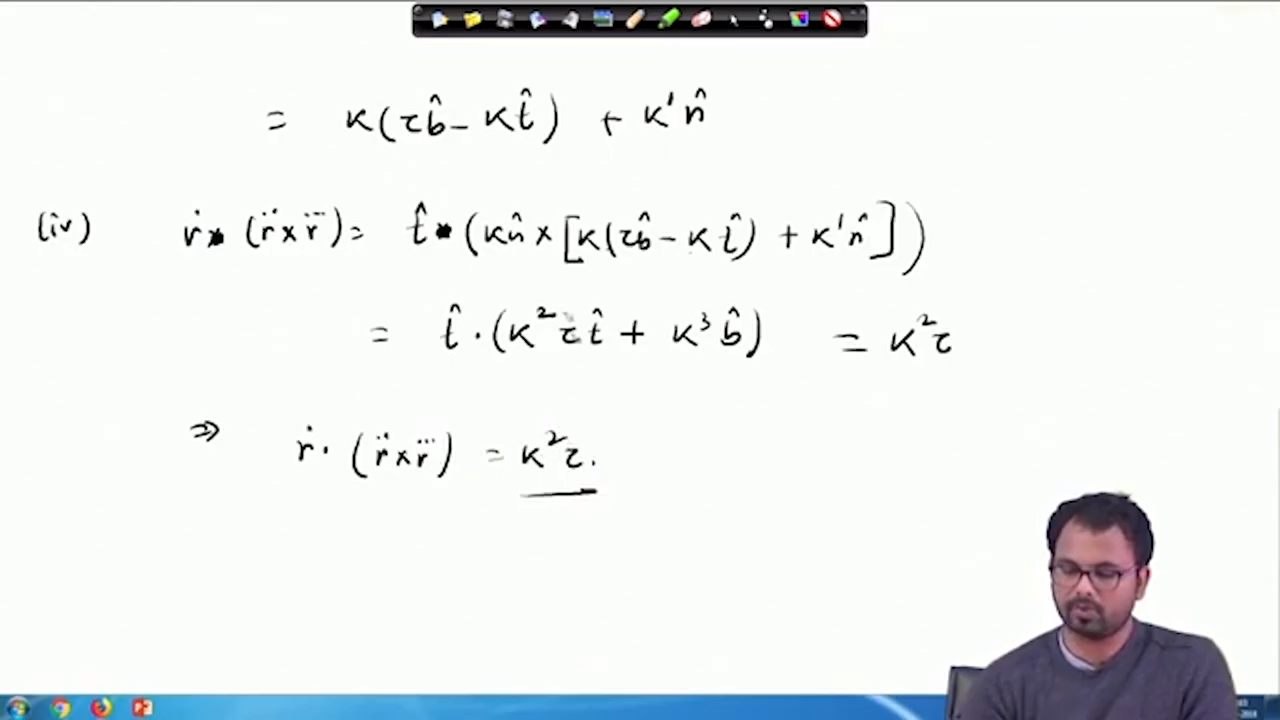 = κ(τb̂ - κt̂) + κ'n̂
(iv) ṙ • (r̈×r⃛) = t̂ • (κn̂ × [κ(τb̂ - κt̂) + κ'n̂])
= t̂ · (κ²τt̂ + κ³b̂) = κ²τ
⇒ ṙ · (r̈×r⃛) = κ²τ.